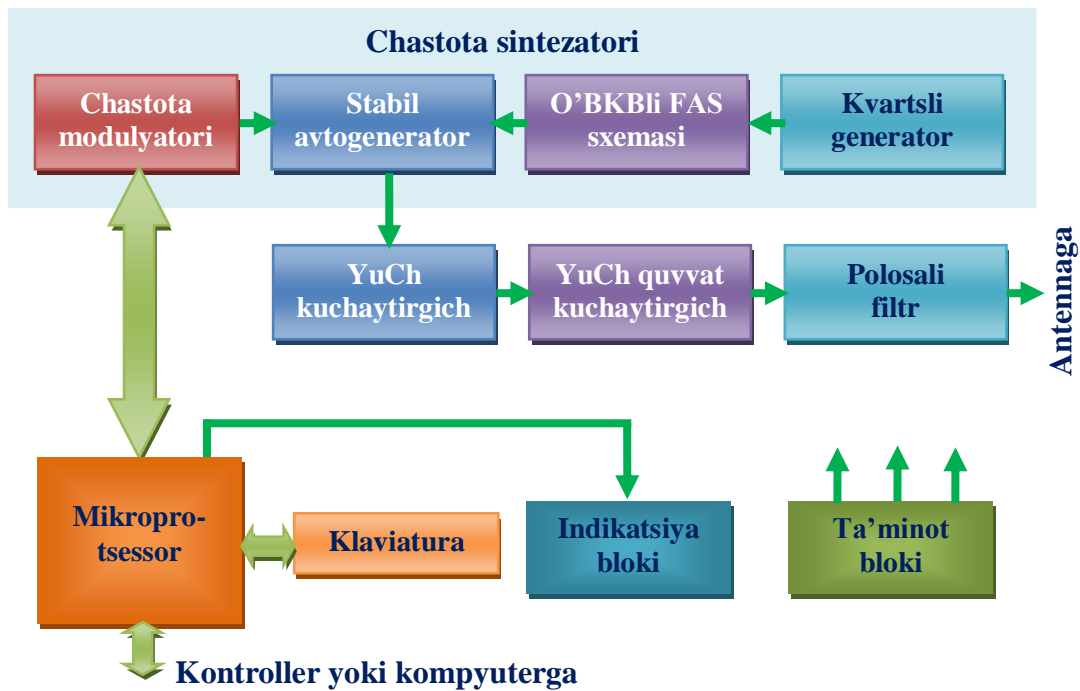 Chastota sintezatori
Chastota
modulyatori
Stabil
avtogenerator
O’BKBli FAS
sxemasi
Kvartsli
generator
YuCh
kuchaytirgich
YuCh quvvat
kuchaytirgich
Polosali
filtr
Antennaga
Mikropro-
tsessor
Klaviatura
Indikatsiya
bloki
Ta’minot
bloki
Kontroller yoki kompyuterga